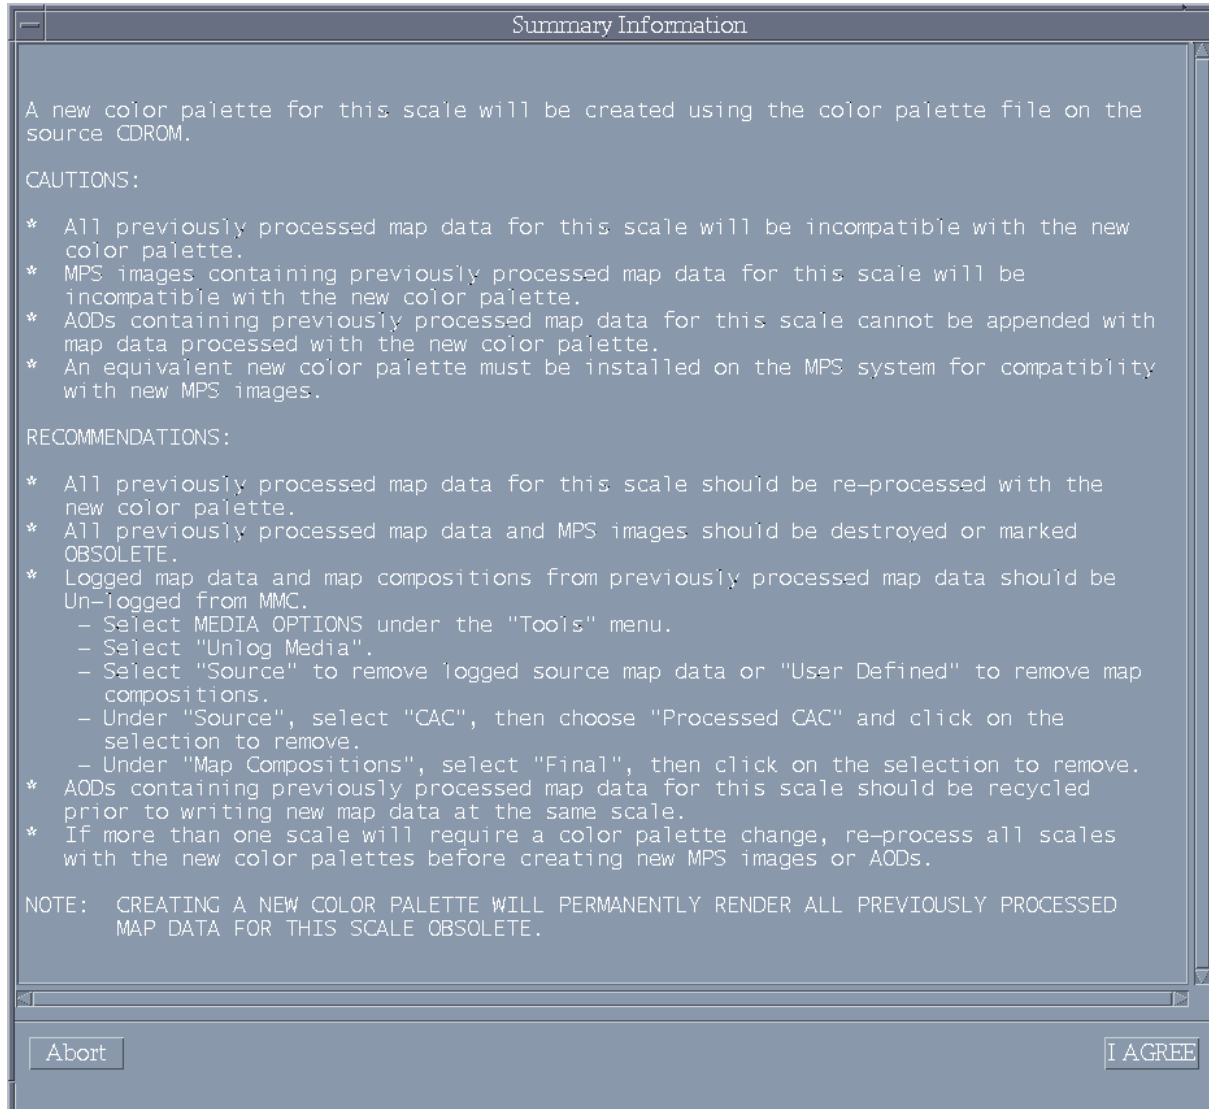 Summary Information
A new color palette for this scale will be created using the color palette file on the
source CDROM.
CAUTIONS:
* All previously processed map data for this scale will be incompatible with the new
color palette.
* MPS images containing previously processed map data for this scale will be
incompatible with the new color palette.
* AODs containing previously processed map data for this scale cannot be appended with
map data processed with the new color palette.
* An equivalent new color palette must be installed on the MPS system for compatiblity
with new MPS images.
RECOMMENDATIONS:
* All previously processed map data for this scale should be re-processed with the
new color palette.
* All previously processed map data and MPS images should be destroyed or marked
OBSOLETE.
* Logged map data and map compositions from previously processed map data should be
Un-logged from MMC.
- Select MEDIA OPTIONS under the "Tools" menu.
- Select "Unlog Media".
- Select "Source" to remove logged source map data or "User Defined" to remove map
compositions.
- Under "Source", select "CAC", then choose "Processed CAC" and click on the
selection to remove.
- Under "Map Compositions", select "Final", then click on the selection to remove.
* AODs containing previously processed map data for this scale should be recycled
prior to writing new map data at the same scale.
* If more than one scale will require a color palette change, re-process all scales
with the new color palettes before creating new MPS images or AODs.
NOTE: CREATING A NEW COLOR PALETTE WILL PERMANENTLY RENDER ALL PREVIOUSLY PROCESSED
MAP DATA FOR THIS SCALE OBSOLETE.
Abort
I AGREE